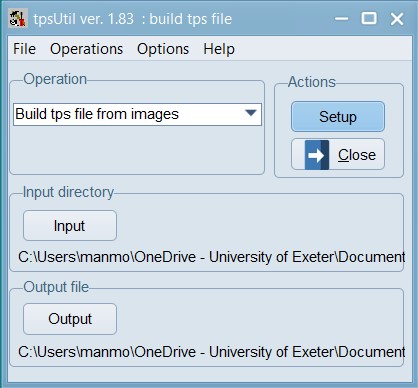 tpsUtil ver. 1.83 : build tps file
File Operations Options Help
Operation
Build tps file from images
Actions
Setup
Close
Input directory
Input
C:\Users\manmo\OneDrive - University of Exeter\Document
Output file
Output
C:\Users\manmo\OneDrive - University of Exeter\Document